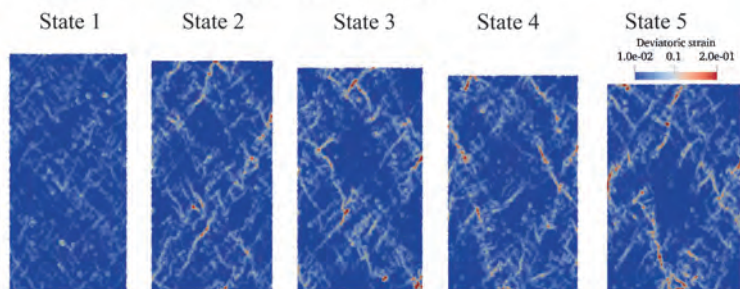 State 1 State 2 State 3 State 4 State 5
Deviatoric strain
1.0e-02 0.1 2.0e-01